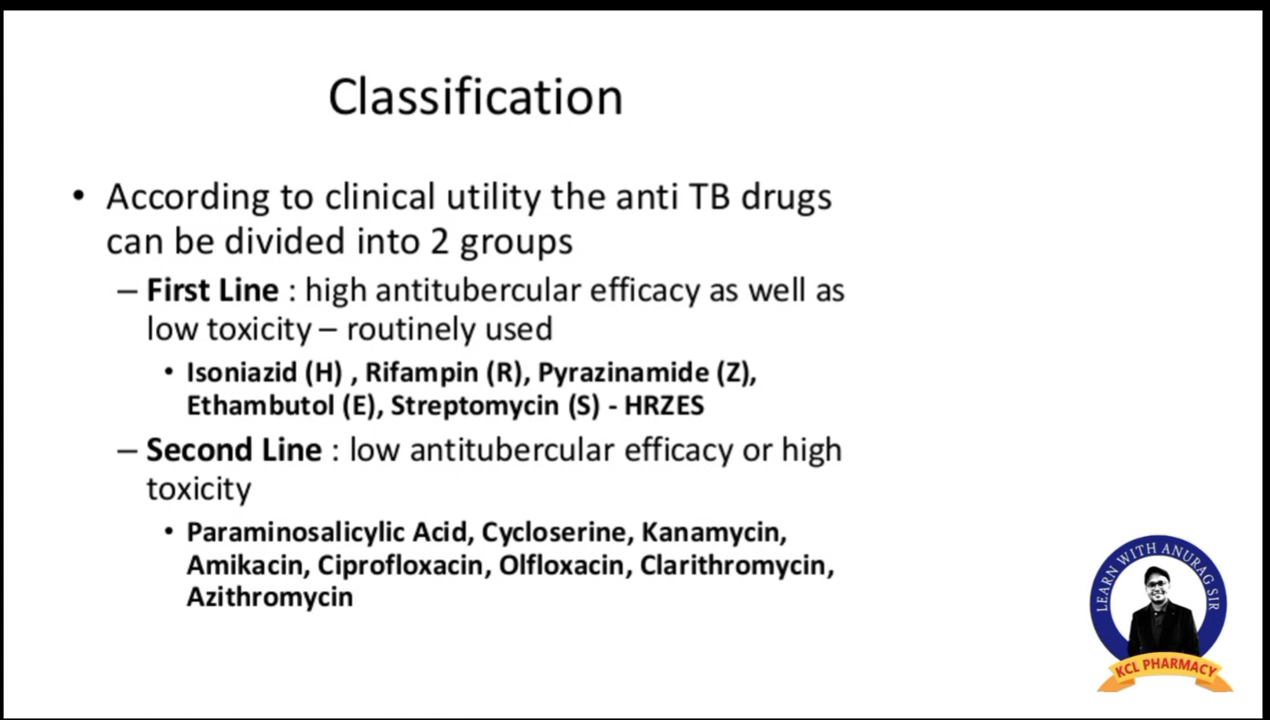 Classification
• According to clinical utility the anti TB drugs
can be divided into 2 groups
– First Line : high antitubercular efficacy as well as
low toxicity – routinely used
• Isoniazid (H) , Rifampin (R), Pyrazinamide (Z),
Ethambutol (E), Streptomycin (S) - HRZES
– Second Line : low antitubercular efficacy or high
toxicity
• Paraminosalicylic Acid, Cycloserine, Kanamycin,
Amikacin, Ciprofloxacin, Olfloxacin, Clarithromycin,
Azithromycin
LEARN WITH ANURAG SIR
KCL PHARMACY